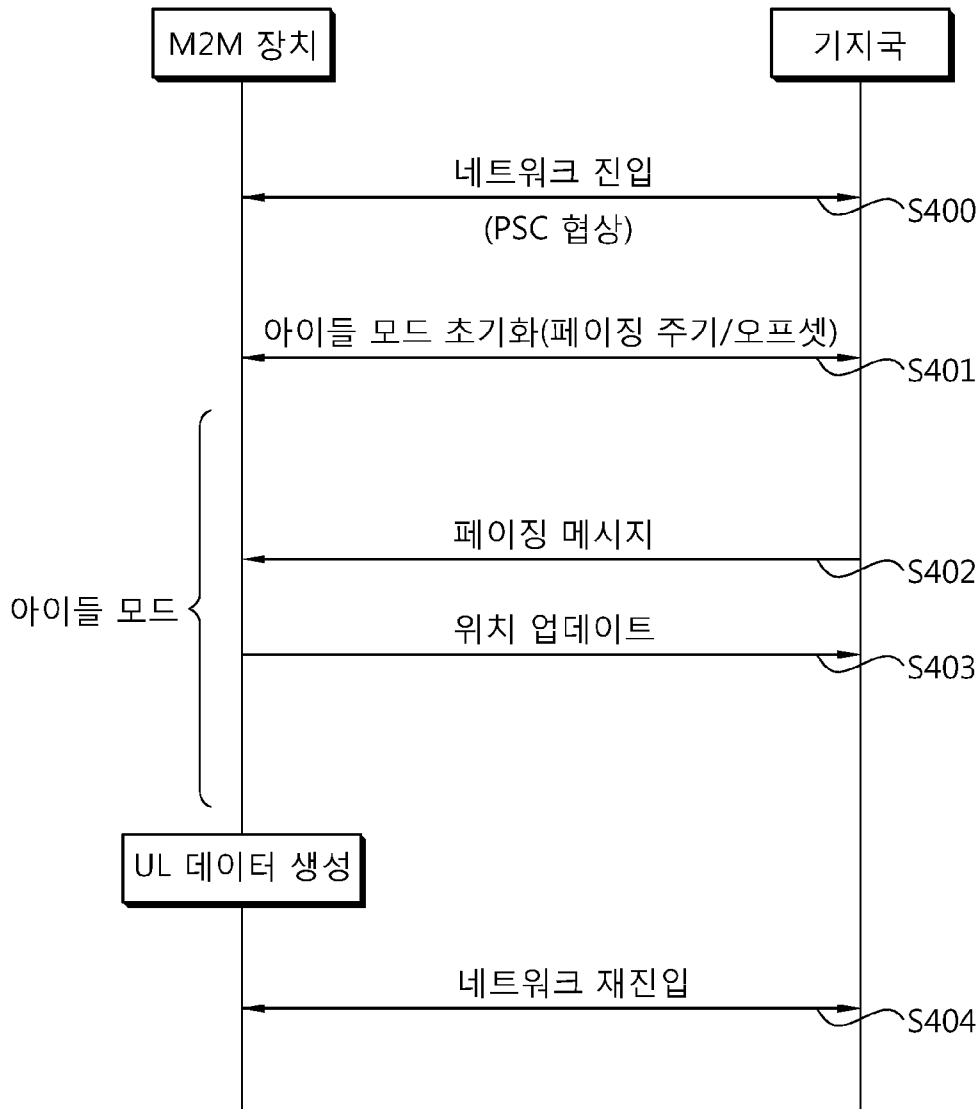 M2M 장치
기지국
네트워크 진입
(PSC 협상)
S400
아이들 모드 초기화(페이징 주기/오프셋)
S401
페이징 메시지
S402
아이들 모드
위치 업데이트
S403
UL 데이터 생성
네트워크 재진입
S404